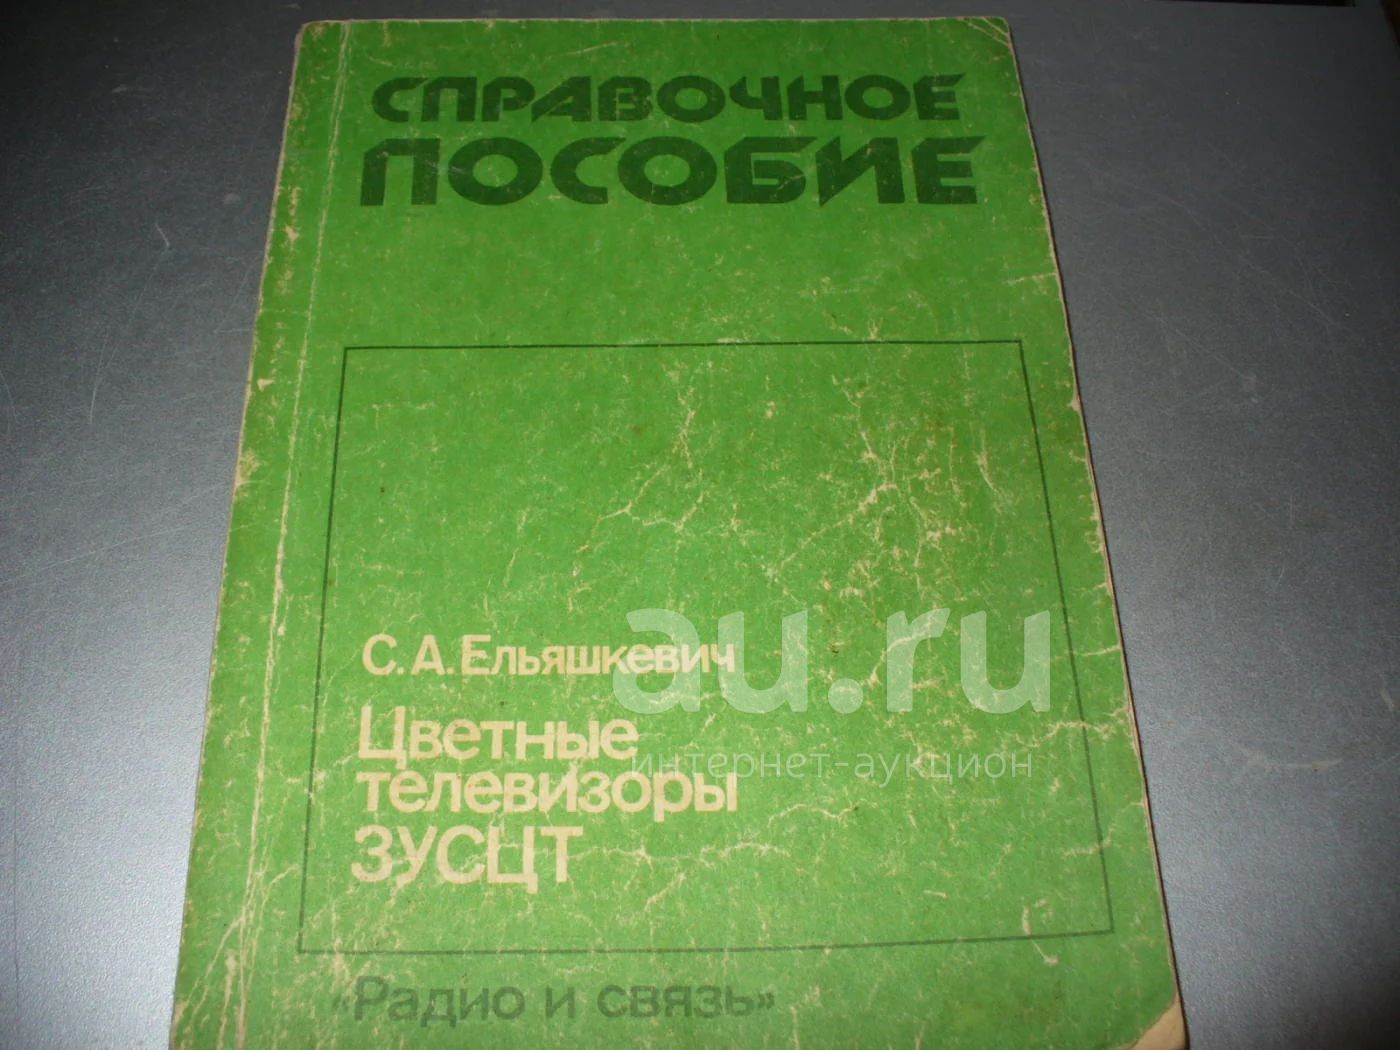 СПРАВОЧНОЕ
ПОСОБИЕ
С. А. Ельяшкевич
Цветные
телевизоры
ЗУСЦТ
«Радио и связь»
au.ru
интернет-аукцион